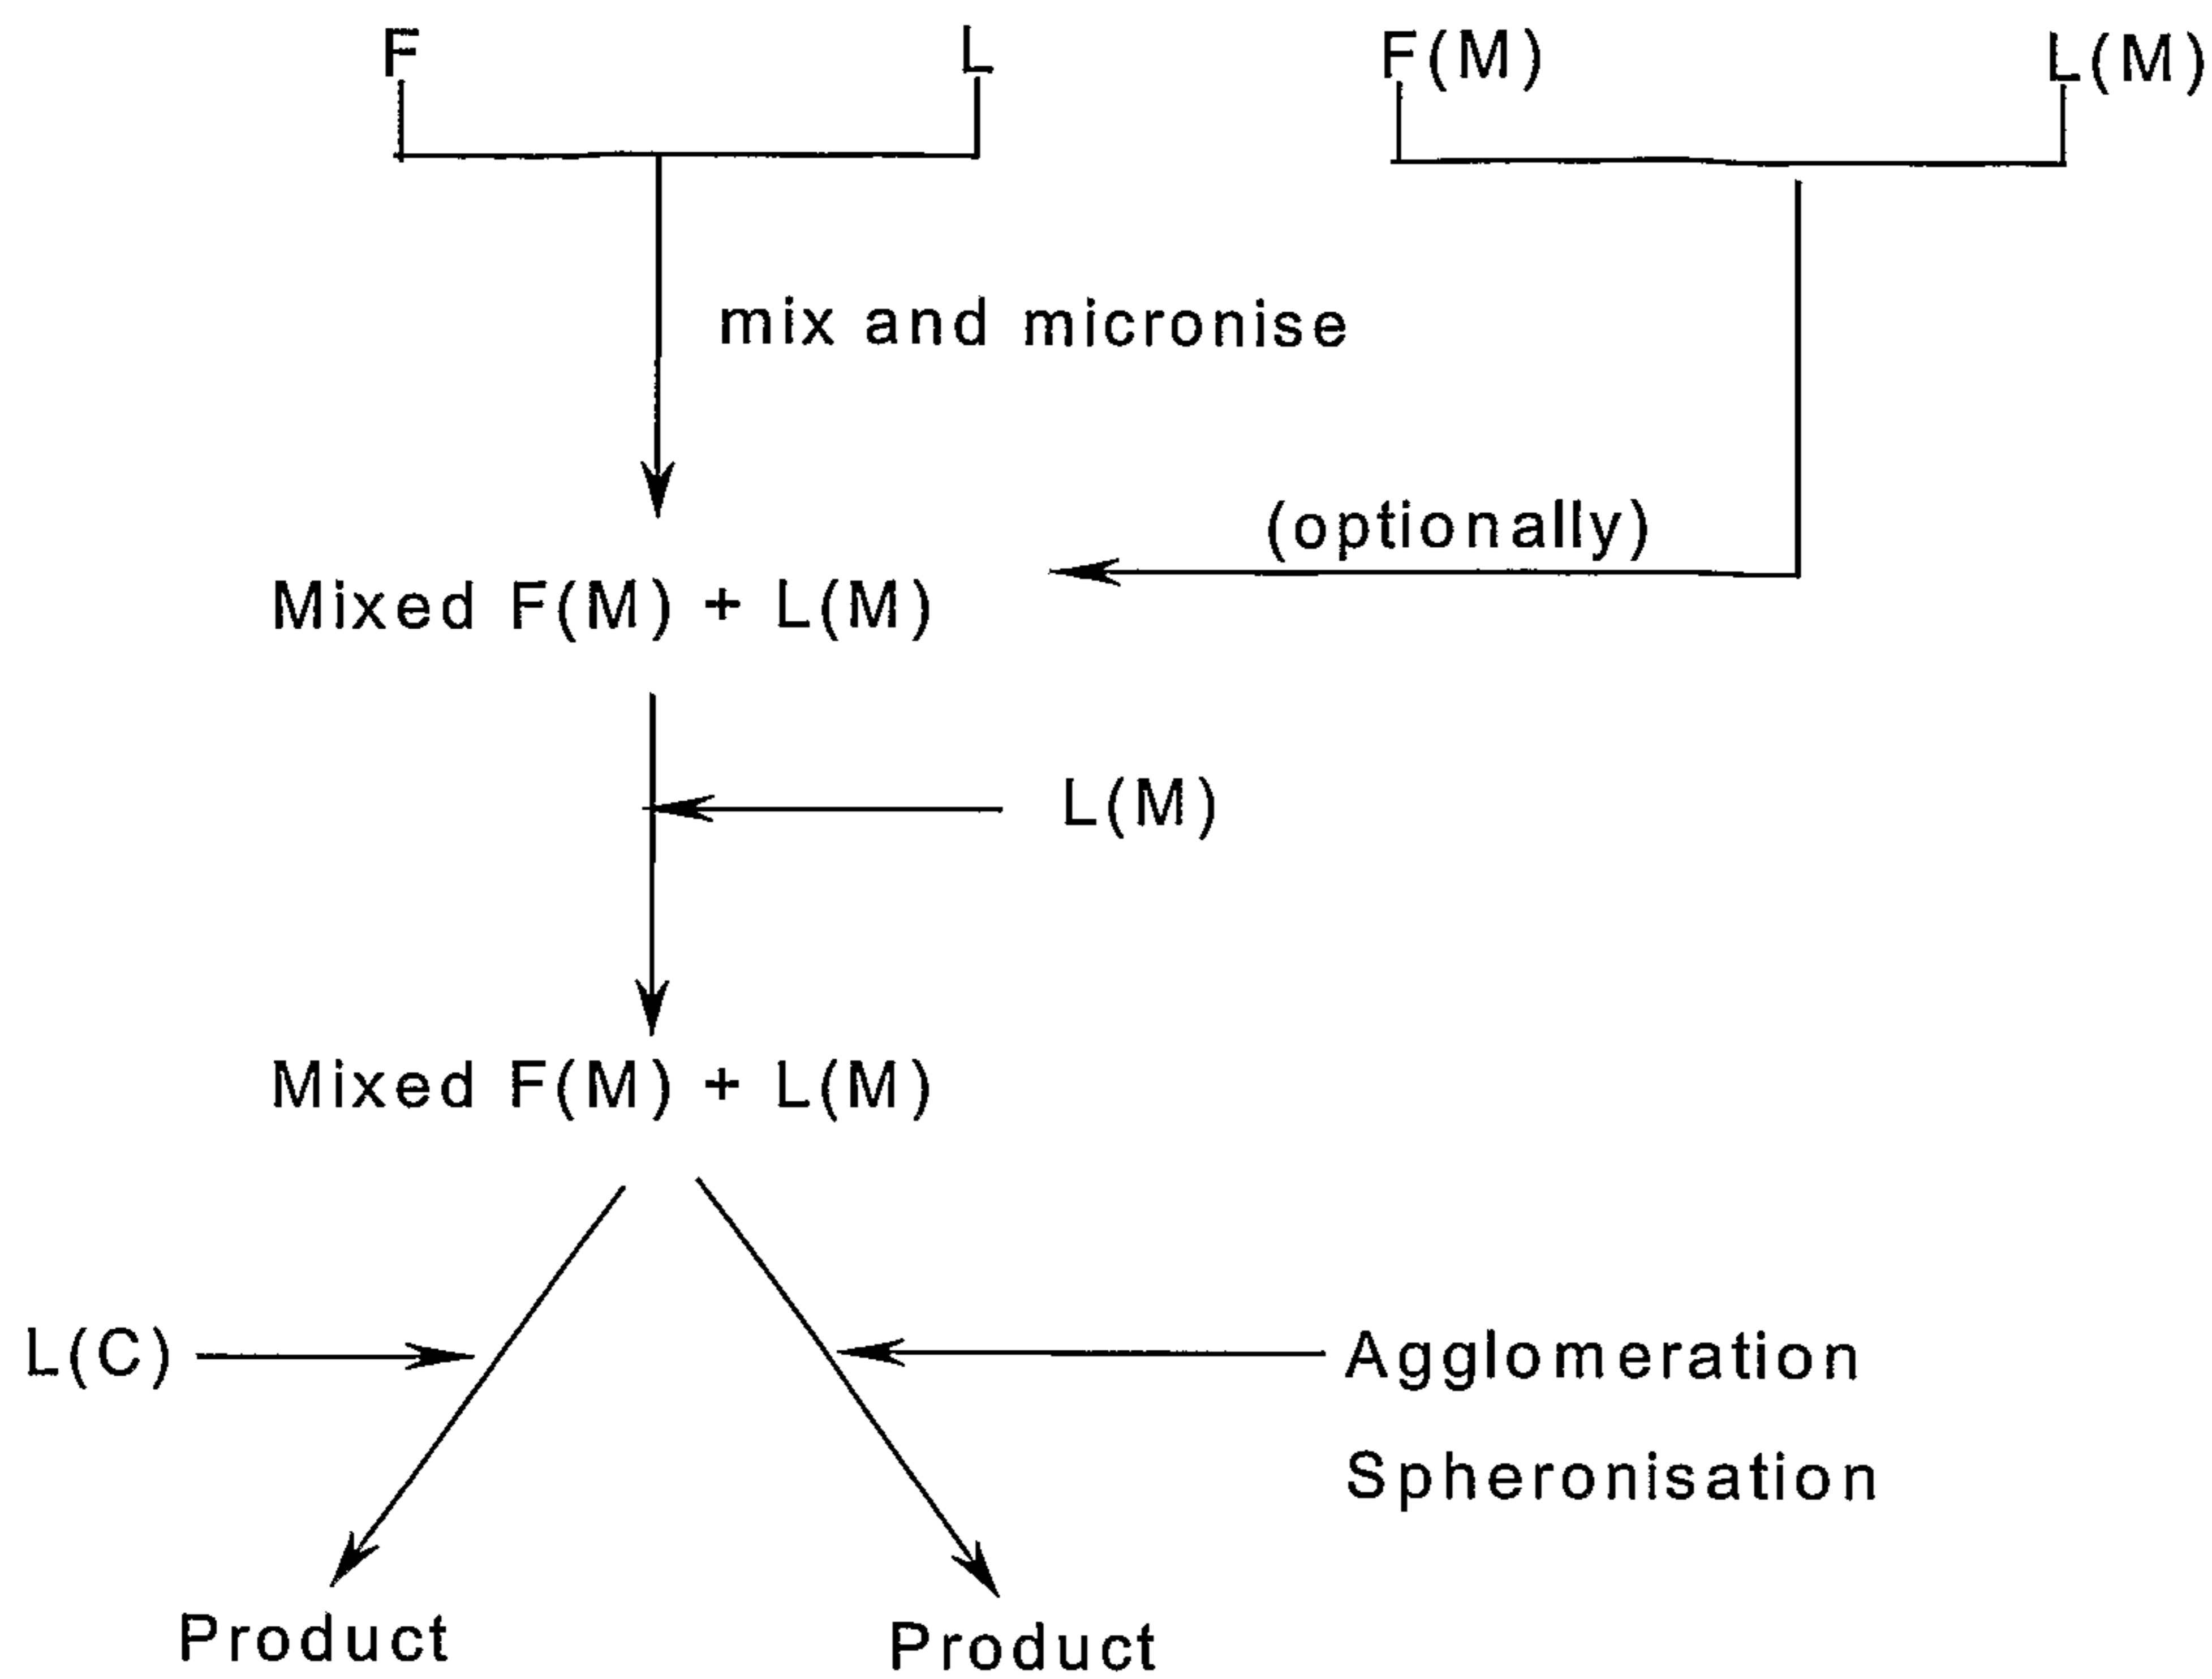 F L F(M) L(M)
mix and micronise
(optionally)
Mixed F(M) + L(M)
L(M)
Mixed F(M) + L(M)
L(C) Agglomeration
Spheronisation
Product Product